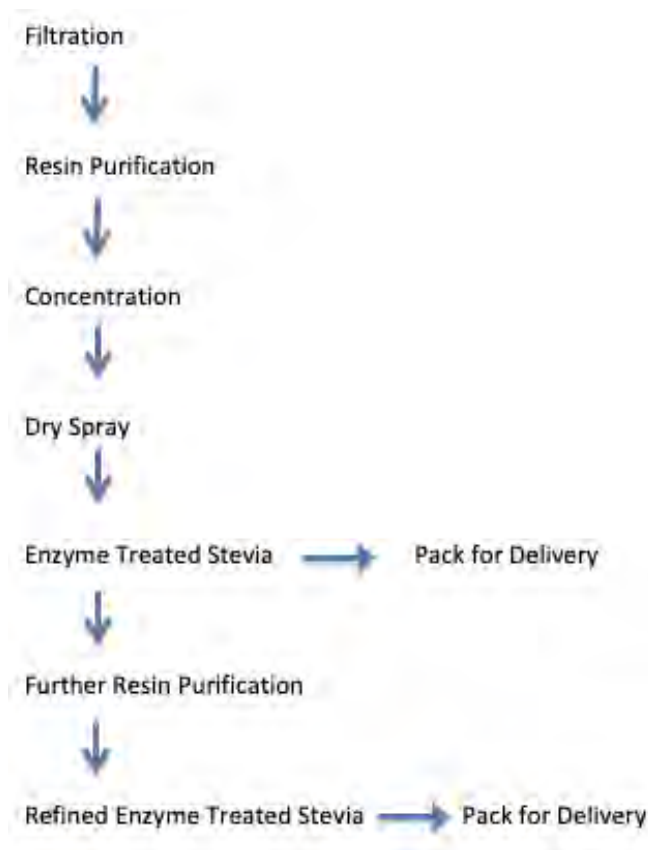 Filtration
Resin Purification
Concentration
Dry Spray
Enzyme Treated Stevia Pack for Delivery
Further Resin Purification
Refined Enzyme Treated Stevia Pack for Delivery